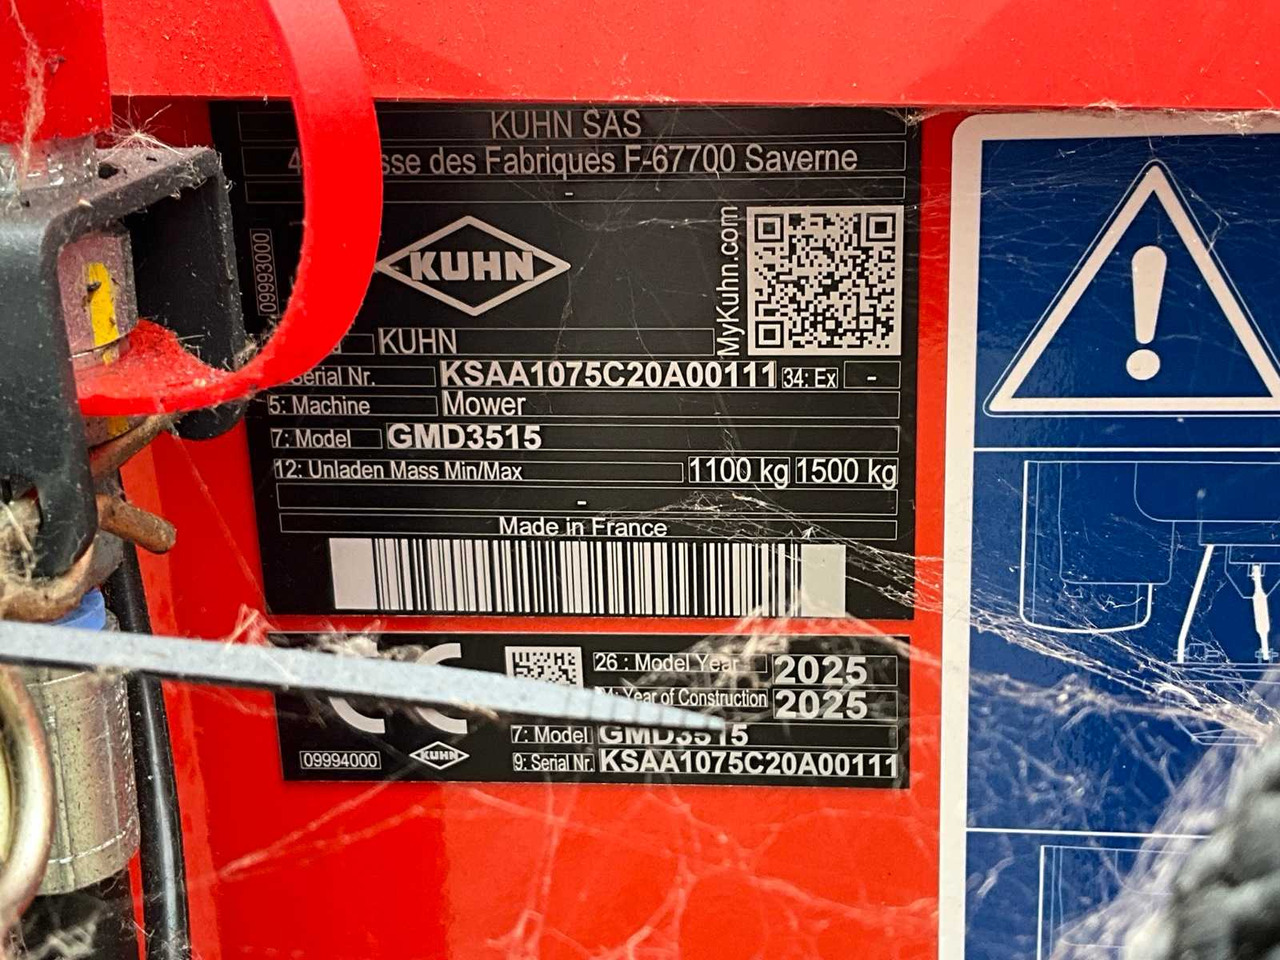 KUHN SAS
4 des Fabriques F-67700 Saverne
-
09993000
KUHN
MyKuhn.com
KUHN
Serial Nr. KSAA1075C20A00111 34: Ex -
5: Machine Mower
7: Model GMD3515
12: Unladen Mass Min/Max 1100 kg 1500 kg
-
Made in France
CE
26 : Model Year 2025
Year of Construction 2025
7: Model GMD3515
9: Serial Nr. KSAA1075C20A00111
09994000
KUHN